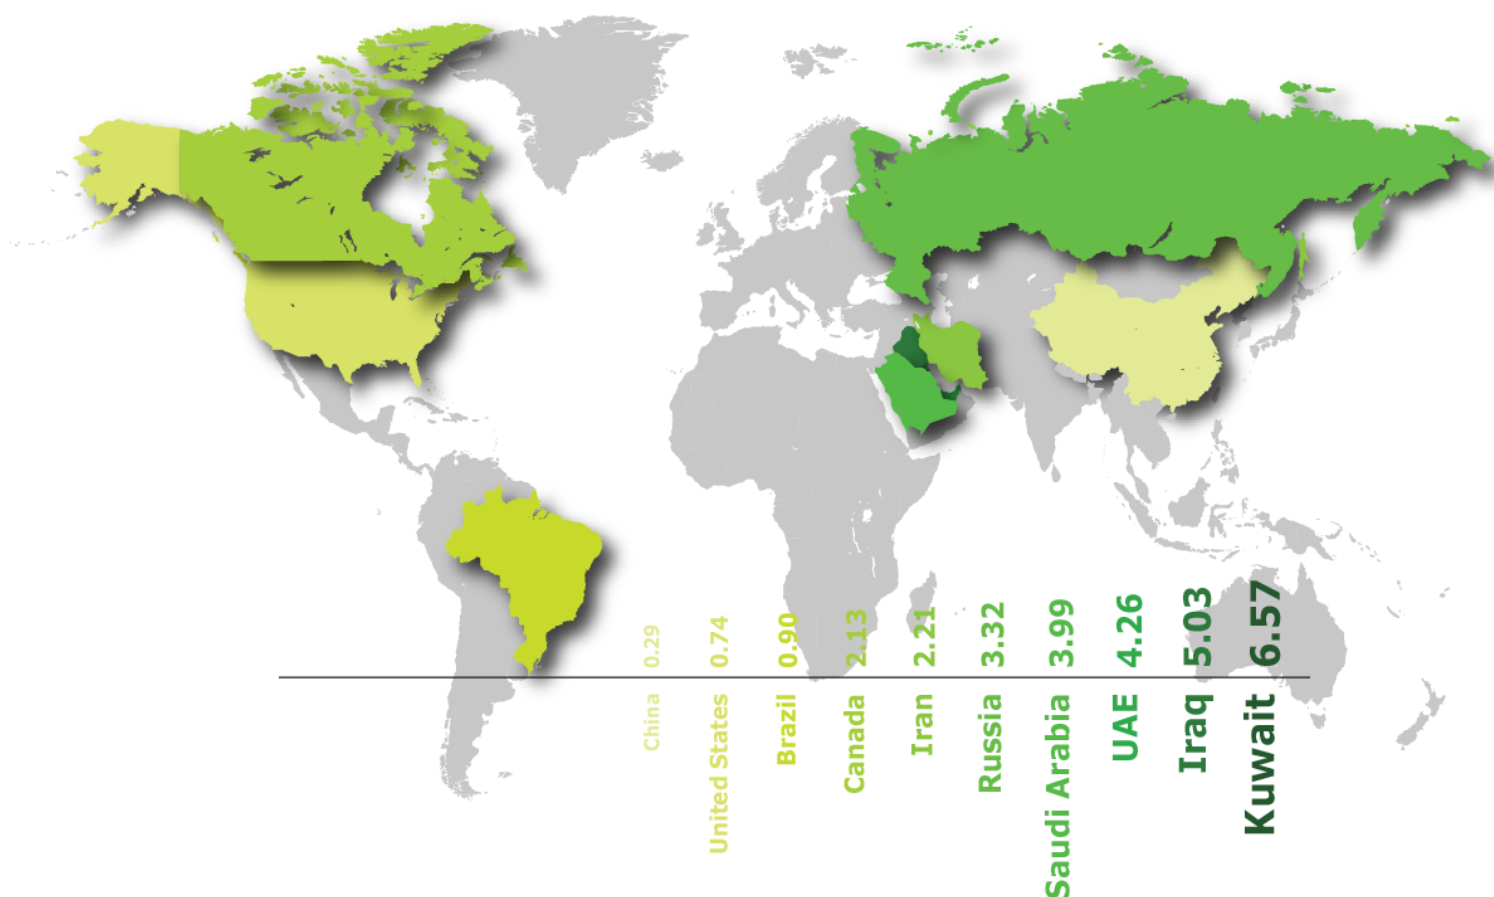 0.29
0.74
0.90
2.13
2.21
3.32
3.99
4.26
5.03
6.57
China
United States
Brazil
Canada
Iran
Russia
Saudi Arabia
UAE
Iraq
Kuwait